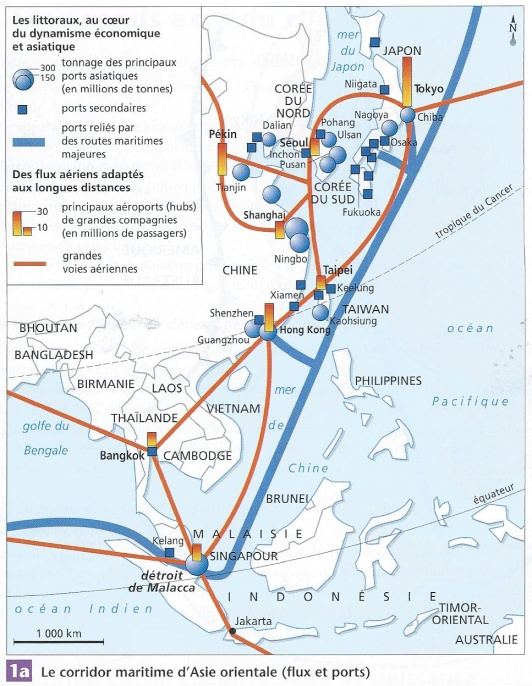 Les littoraux, au cœur
du dynamisme économique
et asiatique
300
150
tonnage des principaux
ports asiatiques
(en millions de tonnes)
ports secondaires
ports reliés par
des routes maritimes
majeures
Des flux aériens adaptés
aux longues distances
30
10
principaux aéroports (hubs)
de grandes compagnies
(en millions de passagers)
grandes
voies aériennes
N
mer
du
Japon
JAPON
Niigata
Tokyo
Nagoya
Chiba
Osaka
CORÉE
DU
NORD
Dalian
Pékin
Séoul
Pohang
Ulsan
Inchon
Pusan
Tianjin
CORÉE
DU SUD
Fukuoka
Shanghai
Ningbo
tropique du Cancer
CHINE
Taipei
Xiamen
Keelung
TAIWAN
Kaohsiung
Shenzhen
Guangzhou
Hong Kong
BHOUTAN
BANGLADESH
BIRMANIE
LAOS
THAÏLANDE
VIETNAM
mer
de
Chine
PHILIPPINES
océan
Pacifique
golfe du
Bengale
Bangkok
CAMBODGE
BRUNEI
équateur
MALAISIE
Kelang
SINGAPOUR
détroit
de Malacca
INDONÉSIE
océan Indien
TIMOR-
ORIENTAL
Jakarta
AUSTRALIE
1 000 km
1a Le corridor maritime d'Asie orientale (flux et ports)